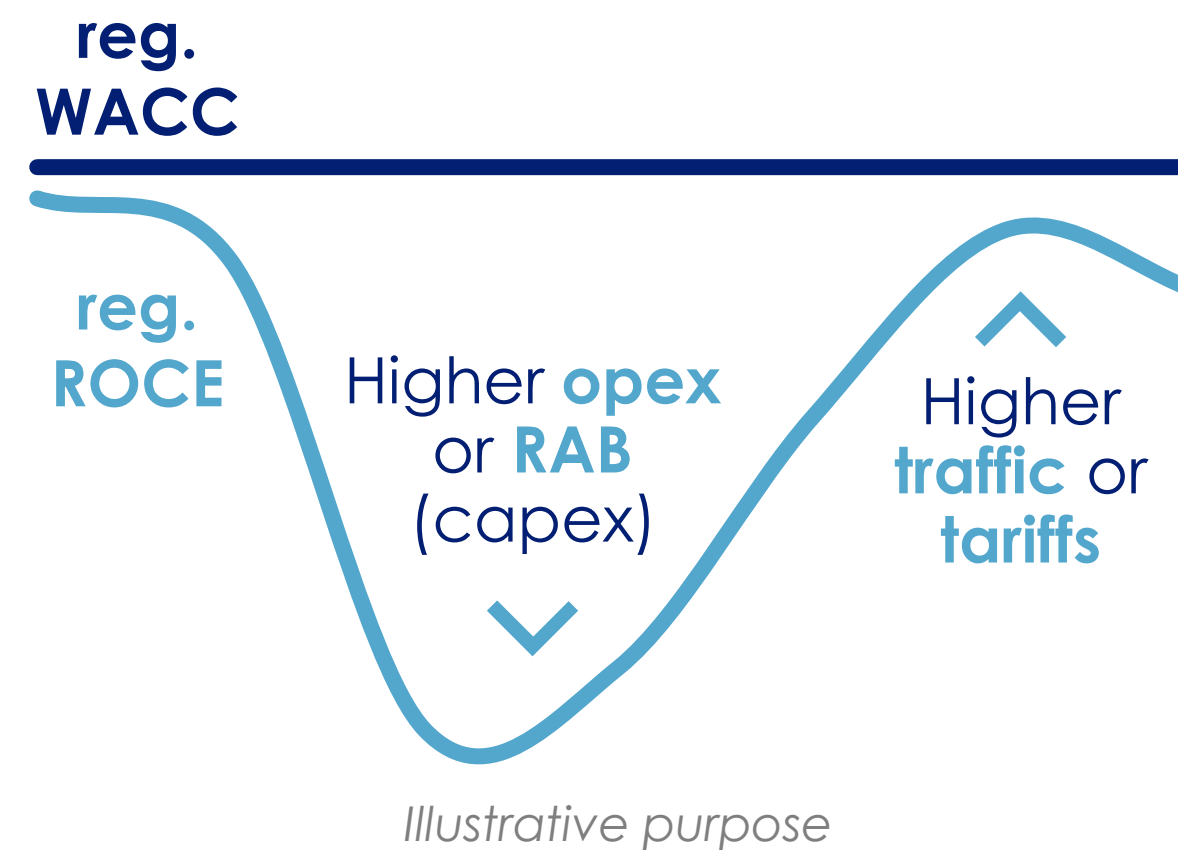 reg.
WACC
reg.
ROCE
Higher opex
or RAB
(capex)
Higher
traffic or
tariffs
Illustrative purpose